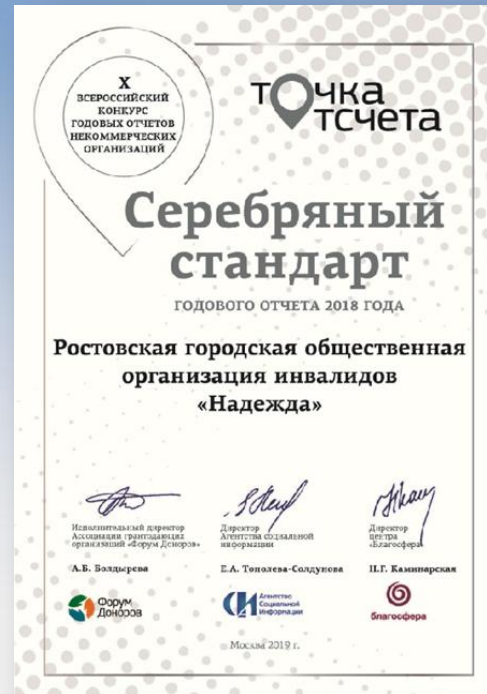 X
ВСЕРОССИЙСКИЙ
КОНКУРС
ГОДОВЫХ ОТЧЕТОВ
НЕКОММЕРЧЕСКИХ
ОРГАНИЗАЦИЙ
ТОЧКА
ТСЧЕТА
Серебряный
стандарт
ГОДОВОГО ОТЧЕТА 2018 ГОДА
Ростовская городская общественная
организация инвалидов
«Надежда»
Исполнительный директор
Ассоциации грантодающих
организаций «Форум Доноров»
А.Б. Болдырева
Форум
Доноров
Директор
Агентства социальной
информации
Е.А. Тополева-Солдунова
СИ
Агентство
Социальной
Информации
Директор
центра
«Благосфера»
Н.Г. Каминарская
благосфера
Москва 2019 г.